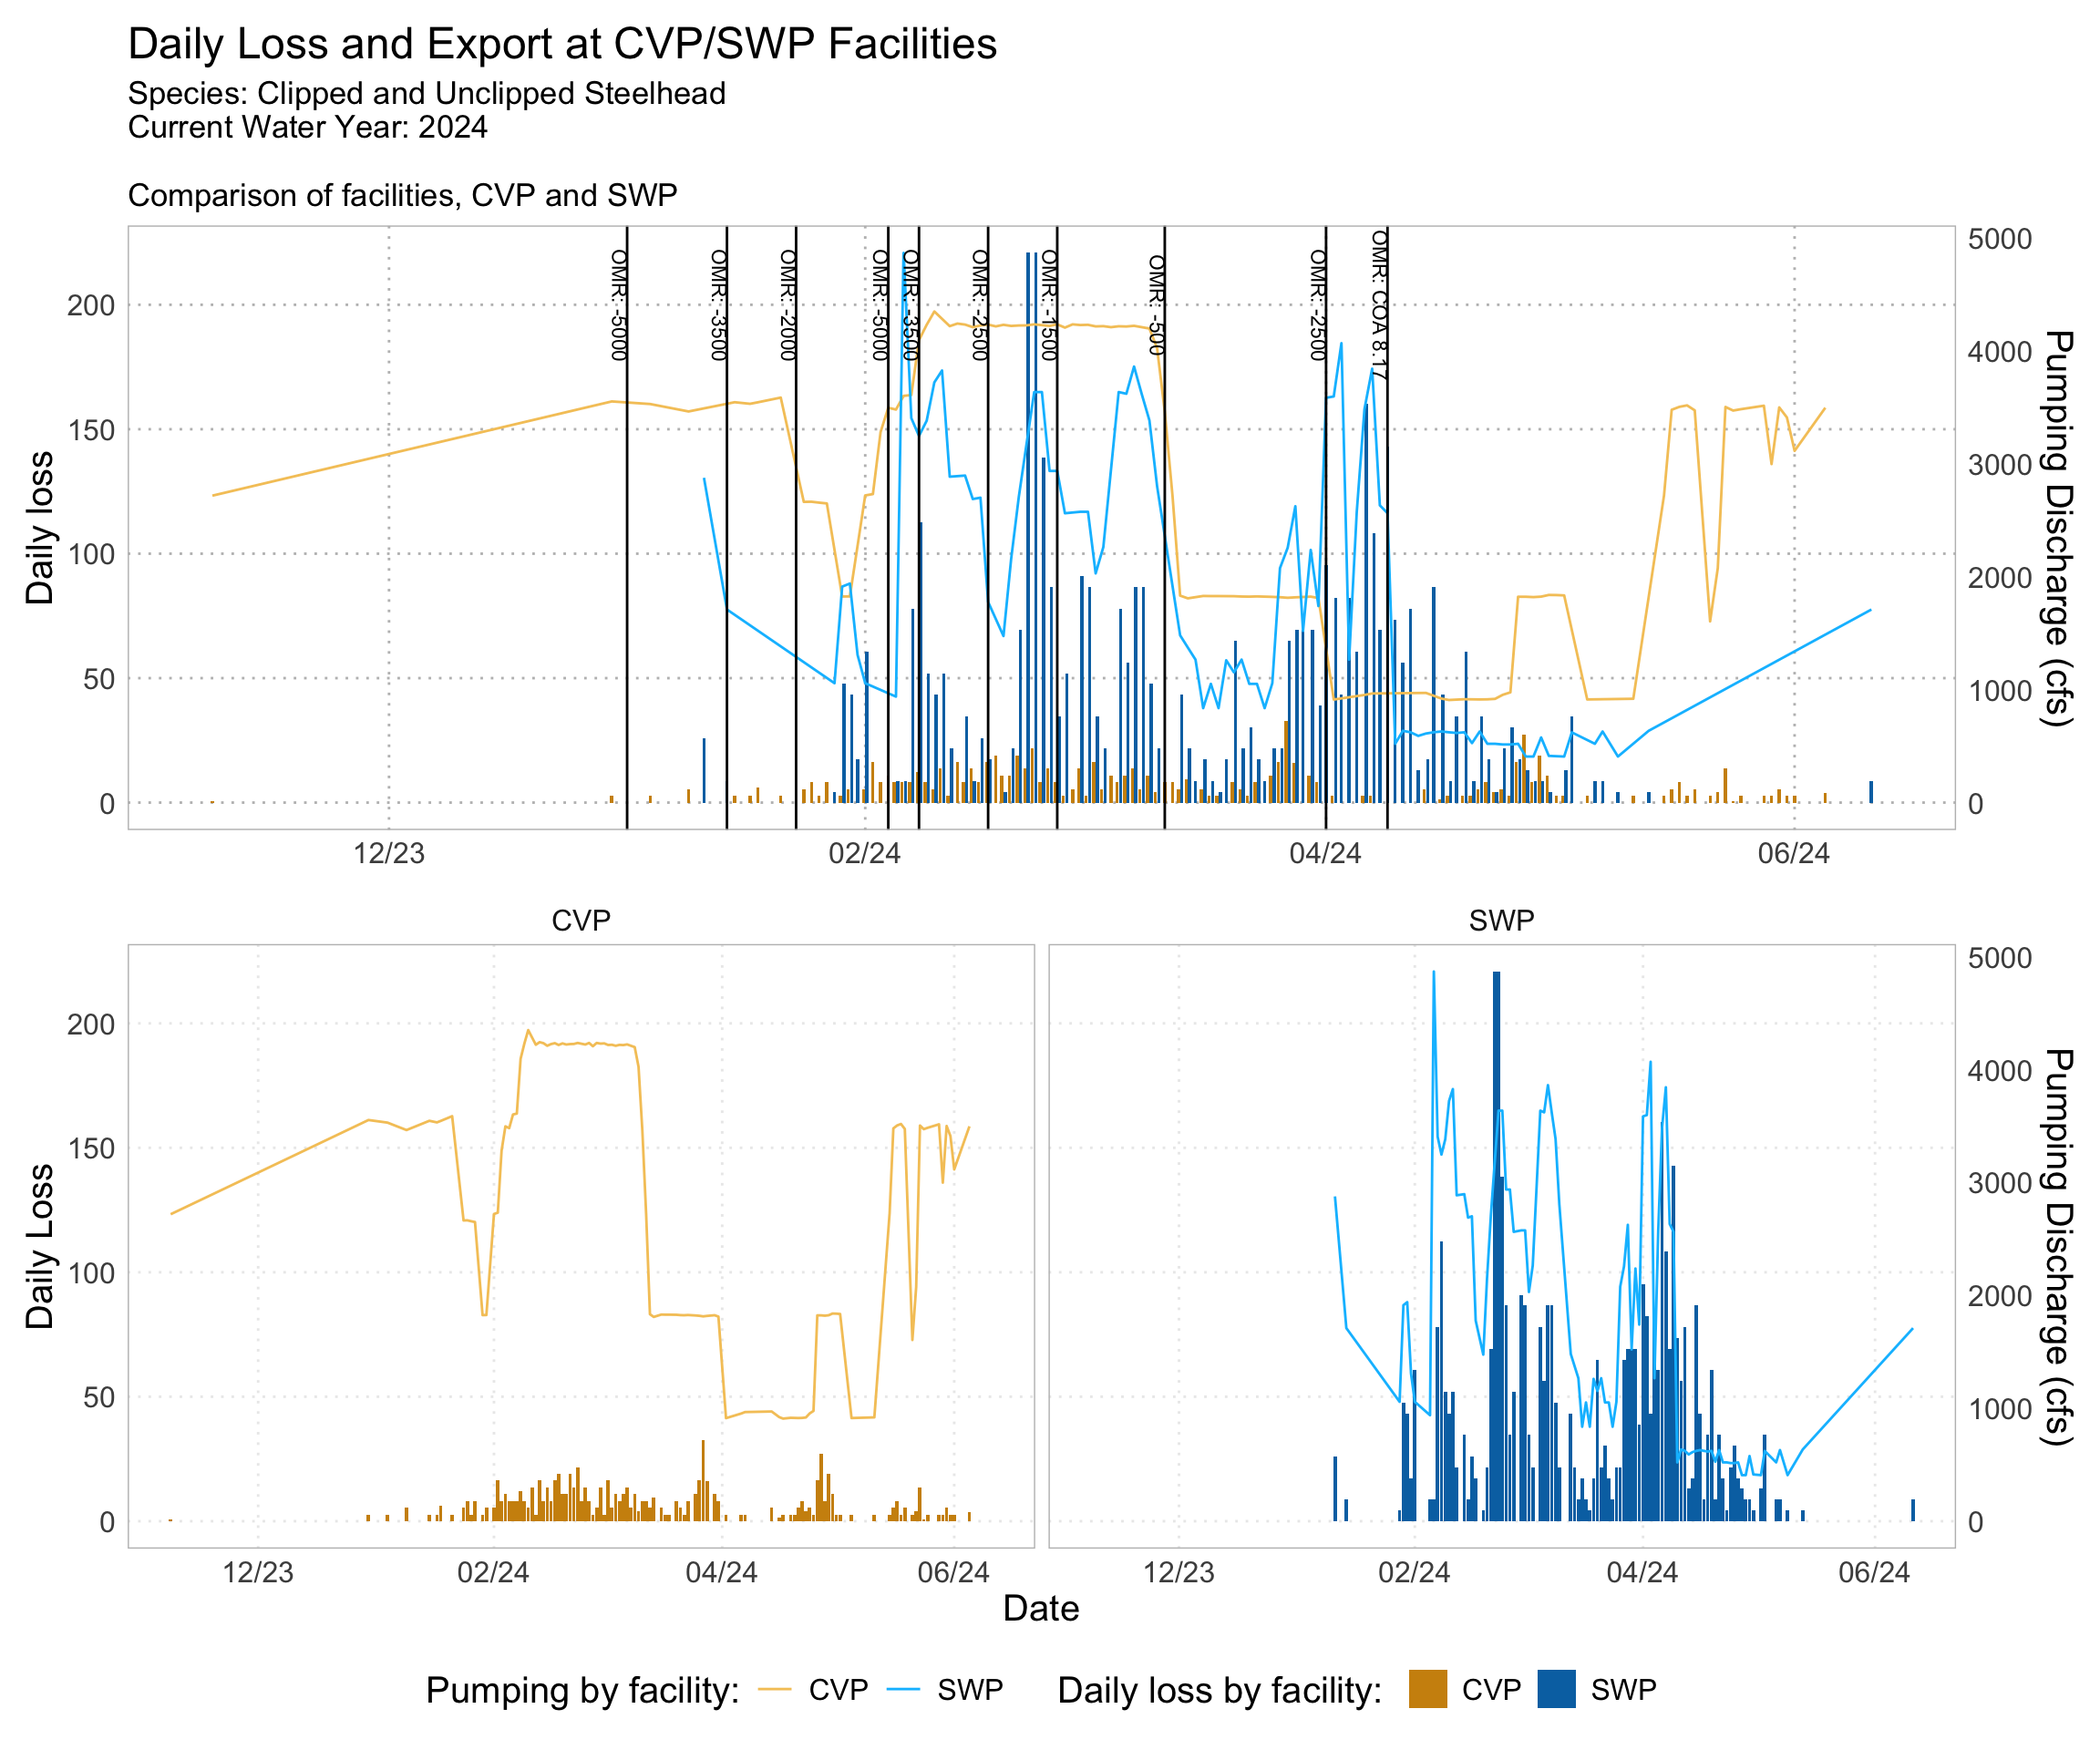 Daily Loss and Export at CVP/SWP Facilities
Species: Clipped and Unclipped Steelhead
Current Water Year: 2024
Comparison of facilities, CVP and SWP
Daily loss
200
150
100
50
0
OMR: -5000
OMR: -3500
OMR: -2000
OMR: -5000
OMR: -3500
OMR: -2500
OMR: -1500
OMR: -500
OMR: -2500
OMR: COA 8.17
5000
4000
3000
2000
1000
0
Pumping Discharge (cfs)
12/23
02/24
04/24
06/24
CVP
SWP
Daily Loss
200
150
100
50
0
5000
4000
3000
2000
1000
0
Pumping Discharge (cfs)
12/23
02/24
04/24
06/24
12/23
02/24
04/24
06/24
Date
Pumping by facility: CVP SWP Daily loss by facility: CVP SWP